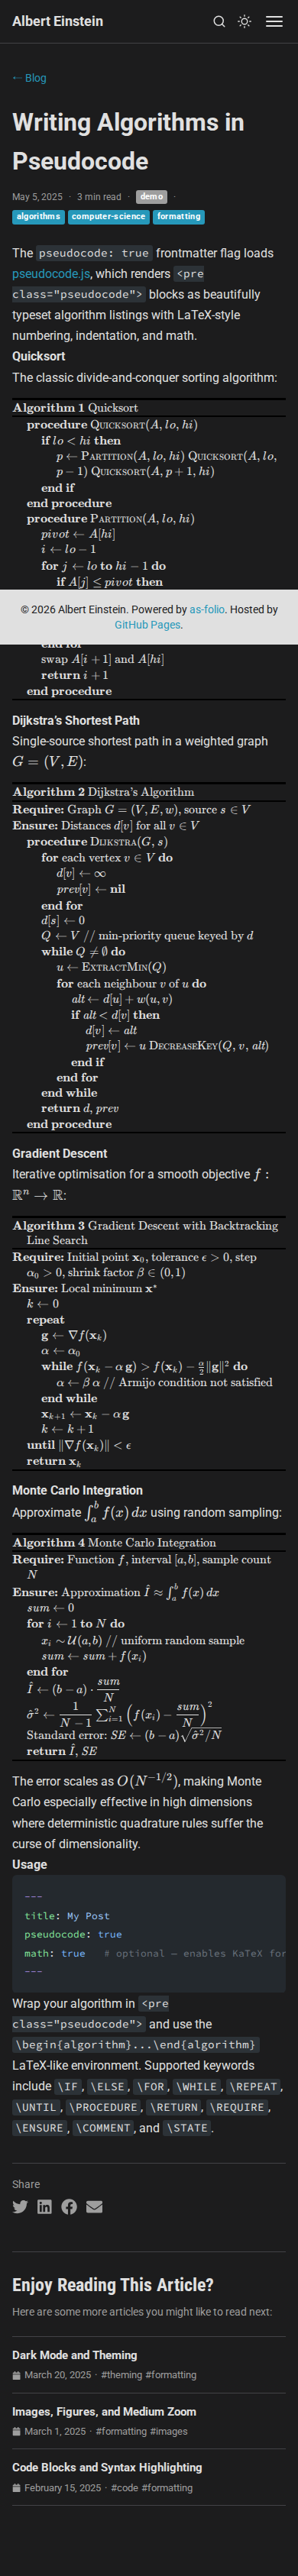 Albert Einstein
← Blog
Writing Algorithms in
Pseudocode
May 5, 2025 · 3 min read · demo ·
algorithms computer-science formatting
The pseudocode: true frontmatter flag loads
pseudocode.js, which renders <pre
class="pseudocode"> blocks as beautifully
typeset algorithm listings with LaTeX-style
numbering, indentation, and math.
Quicksort
The classic divide-and-conquer sorting algorithm:
Algorithm 1 Quicksort
procedure Quicksort(A, lo, hi)
if lo < hi then
p ← Partition(A, lo, hi) Quicksort(A, lo,
p − 1) Quicksort(A, p + 1, hi)
end if
end procedure
procedure Partition(A, lo, hi)
pivot ← A[hi]
i ← lo − 1
for j ← lo to hi − 1 do
if A[j] ≤ pivot then
© 2026 Albert Einstein. Powered by as-folio. Hosted by
GitHub Pages.
end for
swap A[i + 1] and A[hi]
return i + 1
end procedure
Dijkstra's Shortest Path
Single-source shortest path in a weighted graph
G = (V, E):
Algorithm 2 Dijkstra's Algorithm
Require: Graph G = (V, E, w), source s ∈ V
Ensure: Distances d[v] for all v ∈ V
procedure Dijkstra(G, s)
for each vertex v ∈ V do
d[v] ← ∞
prev[v] ← nil
end for
d[s] ← 0
Q ← V // min-priority queue keyed by d
while Q ≠ ∅ do
u ← ExtractMin(Q)
for each neighbour v of u do
alt ← d[u] + w(u, v)
if alt < d[v] then
d[v] ← alt
prev[v] ← u DecreaseKey(Q, v, alt)
end if
end for
end while
return d, prev
end procedure
Gradient Descent
Iterative optimisation for a smooth objective f :
ℝⁿ → ℝ:
Algorithm 3 Gradient Descent with Backtracking
Line Search
Require: Initial point x₀, tolerance ϵ > 0, step
α₀ > 0, shrink factor β ∈ (0, 1)
Ensure: Local minimum x*
k ← 0
repeat
g ← ∇f(xₖ)
α ← α₀
while f(xₖ − α g) > f(xₖ) − α/2 ‖g‖² do
α ← β α // Armijo condition not satisfied
end while
xₖ₊₁ ← xₖ − α g
k ← k + 1
until ‖∇f(xₖ)‖ < ϵ
return xₖ
Monte Carlo Integration
Approximate ∫ₐᵇ f(x) dx using random sampling:
Algorithm 4 Monte Carlo Integration
Require: Function f, interval [a, b], sample count
N
Ensure: Approximation Î ≈ ∫ₐᵇ f(x) dx
sum ← 0
for i ← 1 to N do
xᵢ ∼ 𝒰(a, b) // uniform random sample
sum ← sum + f(xᵢ)
end for
Î ← (b − a) · sum/N
σ̂² ← 1/(N − 1) ∑ᵢ₌₁ᴺ (f(xᵢ) − sum/N)²
Standard error: SE ← (b − a)√(σ̂²/N)
return Î, SE
The error scales as O(N^(−1/2)), making Monte
Carlo especially effective in high dimensions
where deterministic quadrature rules suffer the
curse of dimensionality.
Usage
---
title: My Post
pseudocode: true
math: true # optional — enables KaTeX for
---
Wrap your algorithm in <pre
class="pseudocode"> and use the
\begin{algorithm}...\end{algorithm}
LaTeX-like environment. Supported keywords
include \IF, \ELSE, \FOR, \WHILE, \REPEAT,
\UNTIL, \PROCEDURE, \RETURN, \REQUIRE,
\ENSURE, \COMMENT, and \STATE.
Share
Enjoy Reading This Article?
Here are some more articles you might like to read next:
Dark Mode and Theming
March 20, 2025 · #theming #formatting
Images, Figures, and Medium Zoom
March 1, 2025 · #formatting #images
Code Blocks and Syntax Highlighting
February 15, 2025 · #code #formatting